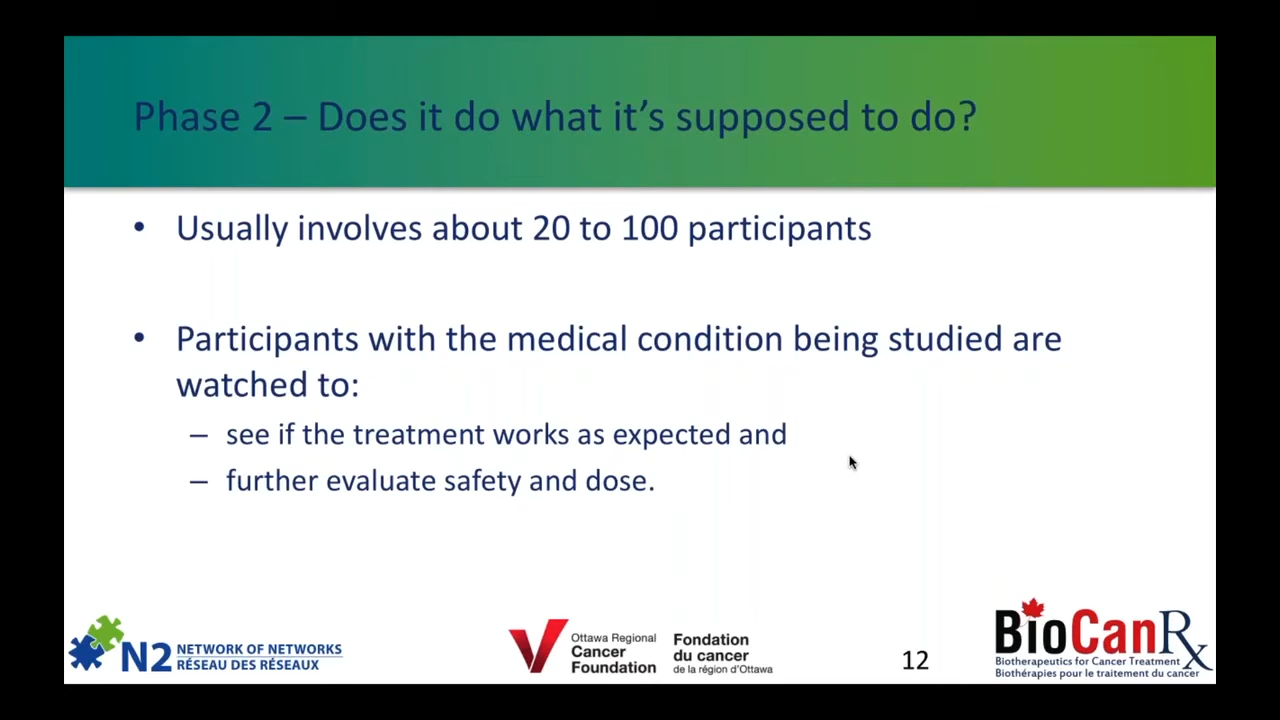 Phase 2 – Does it do what it's supposed to do?
• Usually involves about 20 to 100 participants
• Participants with the medical condition being studied are
watched to:
– see if the treatment works as expected and
– further evaluate safety and dose.
N2 NETWORK OF NETWORKS
RÉSEAU DES RÉSEAUX
Ottawa Regional
Cancer
Foundation
Fondation
du cancer
de la région d'Ottawa
12
BioCanRx
Biotherapeutics for Cancer Treatment
Biothérapies pour le traitement du cancer